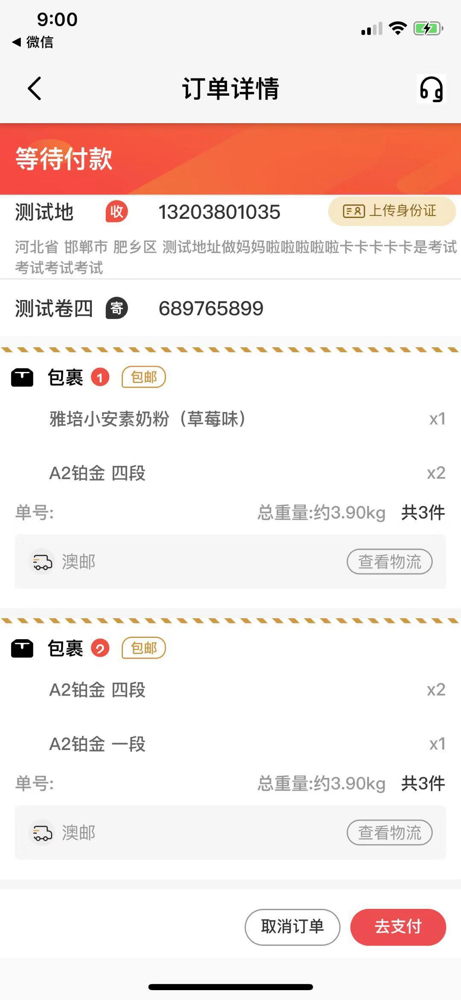 9:00
◀ 微信
订单详情
等待付款
测试地 收 13203801035 上传身份证
河北省 邯郸市 肥乡区 测试地址做妈妈啦啦啦啦啦卡卡卡卡卡是考试
考试考试考试
测试卷四 寄 689765899
包裹 1 包邮
雅培小安素奶粉（草莓味） x1
A2铂金 四段 x2
单号: 总重量:约3.90kg 共3件
澳邮 查看物流
包裹 2 包邮
A2铂金 四段 x2
A2铂金 一段 x1
单号: 总重量:约3.90kg 共3件
澳邮 查看物流
取消订单 去支付